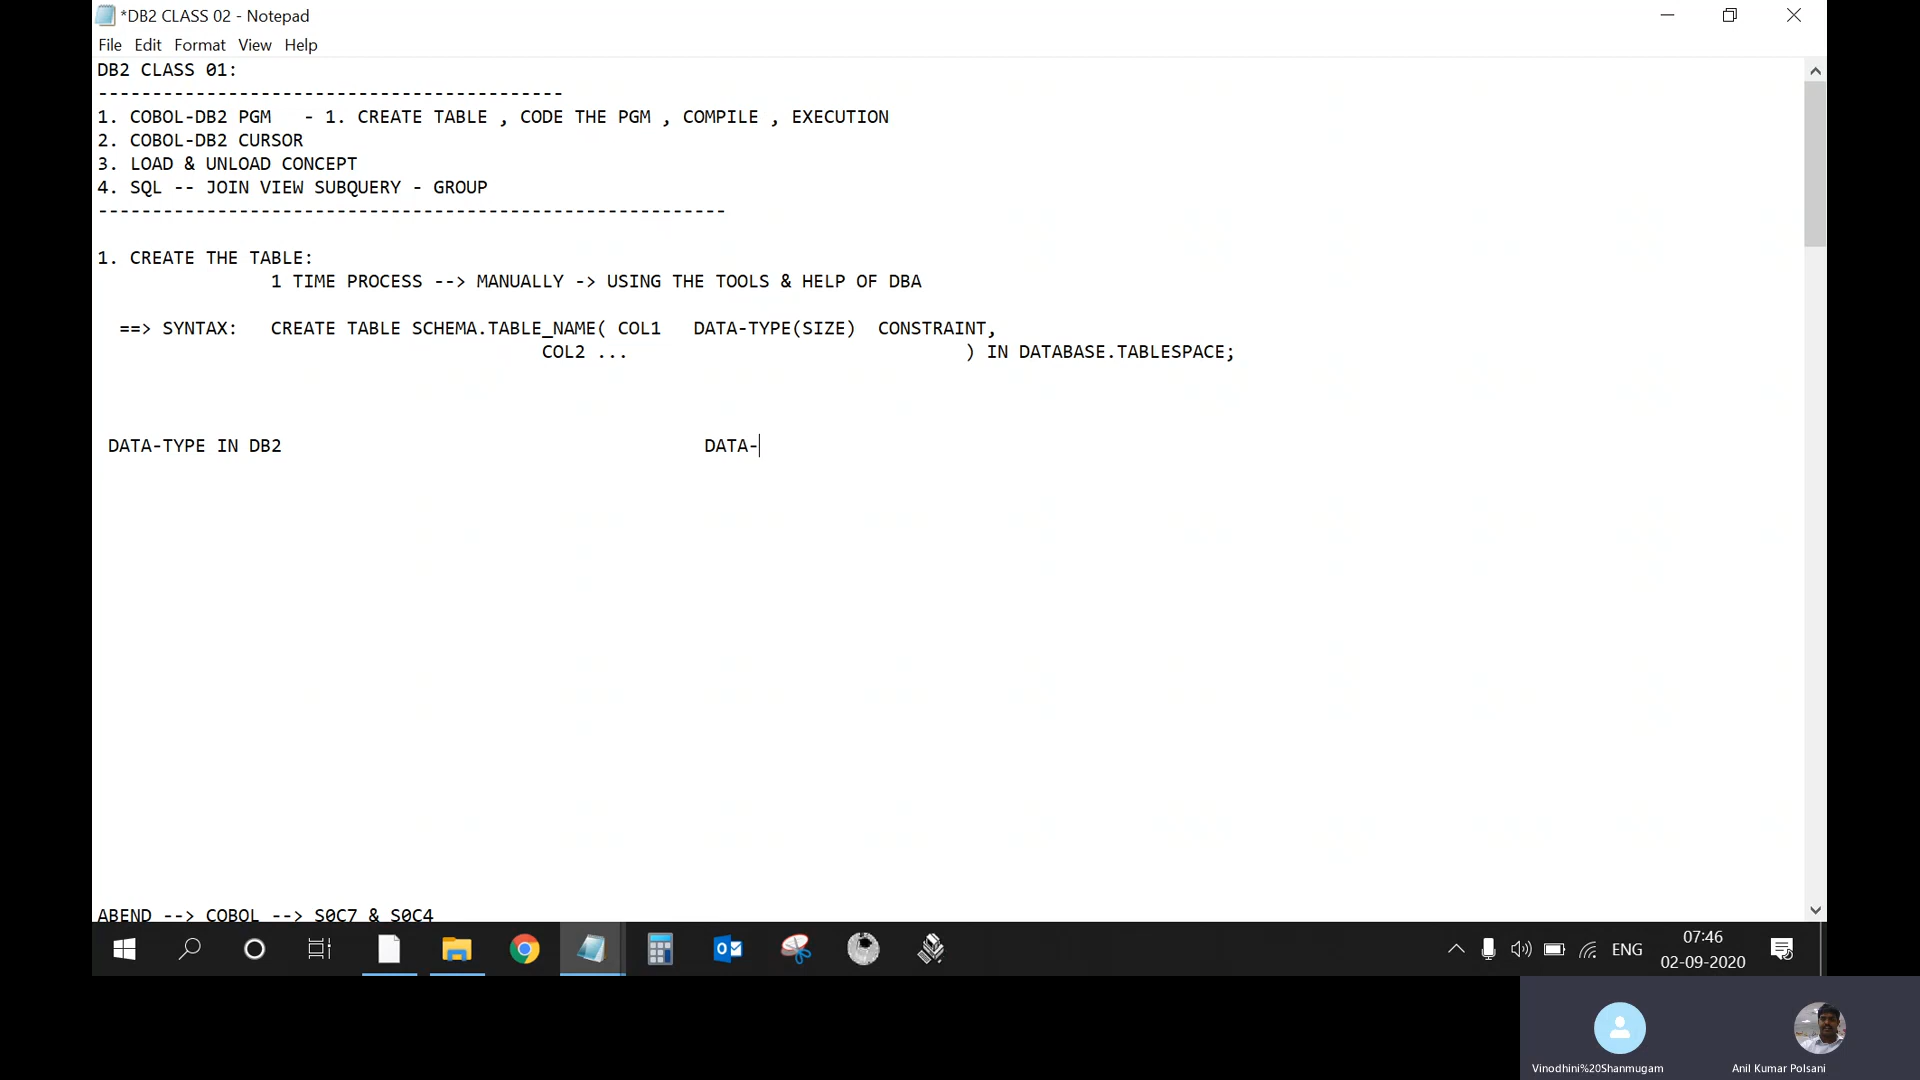 *DB2 CLASS 02 - Notepad
File Edit Format View Help
DB2 CLASS 01:
-------------------------------------------
1. COBOL-DB2 PGM   - 1. CREATE TABLE , CODE THE PGM , COMPILE , EXECUTION
2. COBOL-DB2 CURSOR
3. LOAD & UNLOAD CONCEPT
4. SQL -- JOIN VIEW SUBQUERY - GROUP
----------------------------------------------------------
1. CREATE THE TABLE:
1 TIME PROCESS --> MANUALLY -> USING THE TOOLS & HELP OF DBA
==> SYNTAX:   CREATE TABLE SCHEMA.TABLE_NAME( COL1   DATA-TYPE(SIZE)  CONSTRAINT,
COL2 ...                               ) IN DATABASE.TABLESPACE;
DATA-TYPE IN DB2                                       DATA-
ABEND --> COBOL --> S0C7 & S0C4
ENG
07:46
02-09-2020
Vinodhini%20Shanmugam
Anil Kumar Polsani